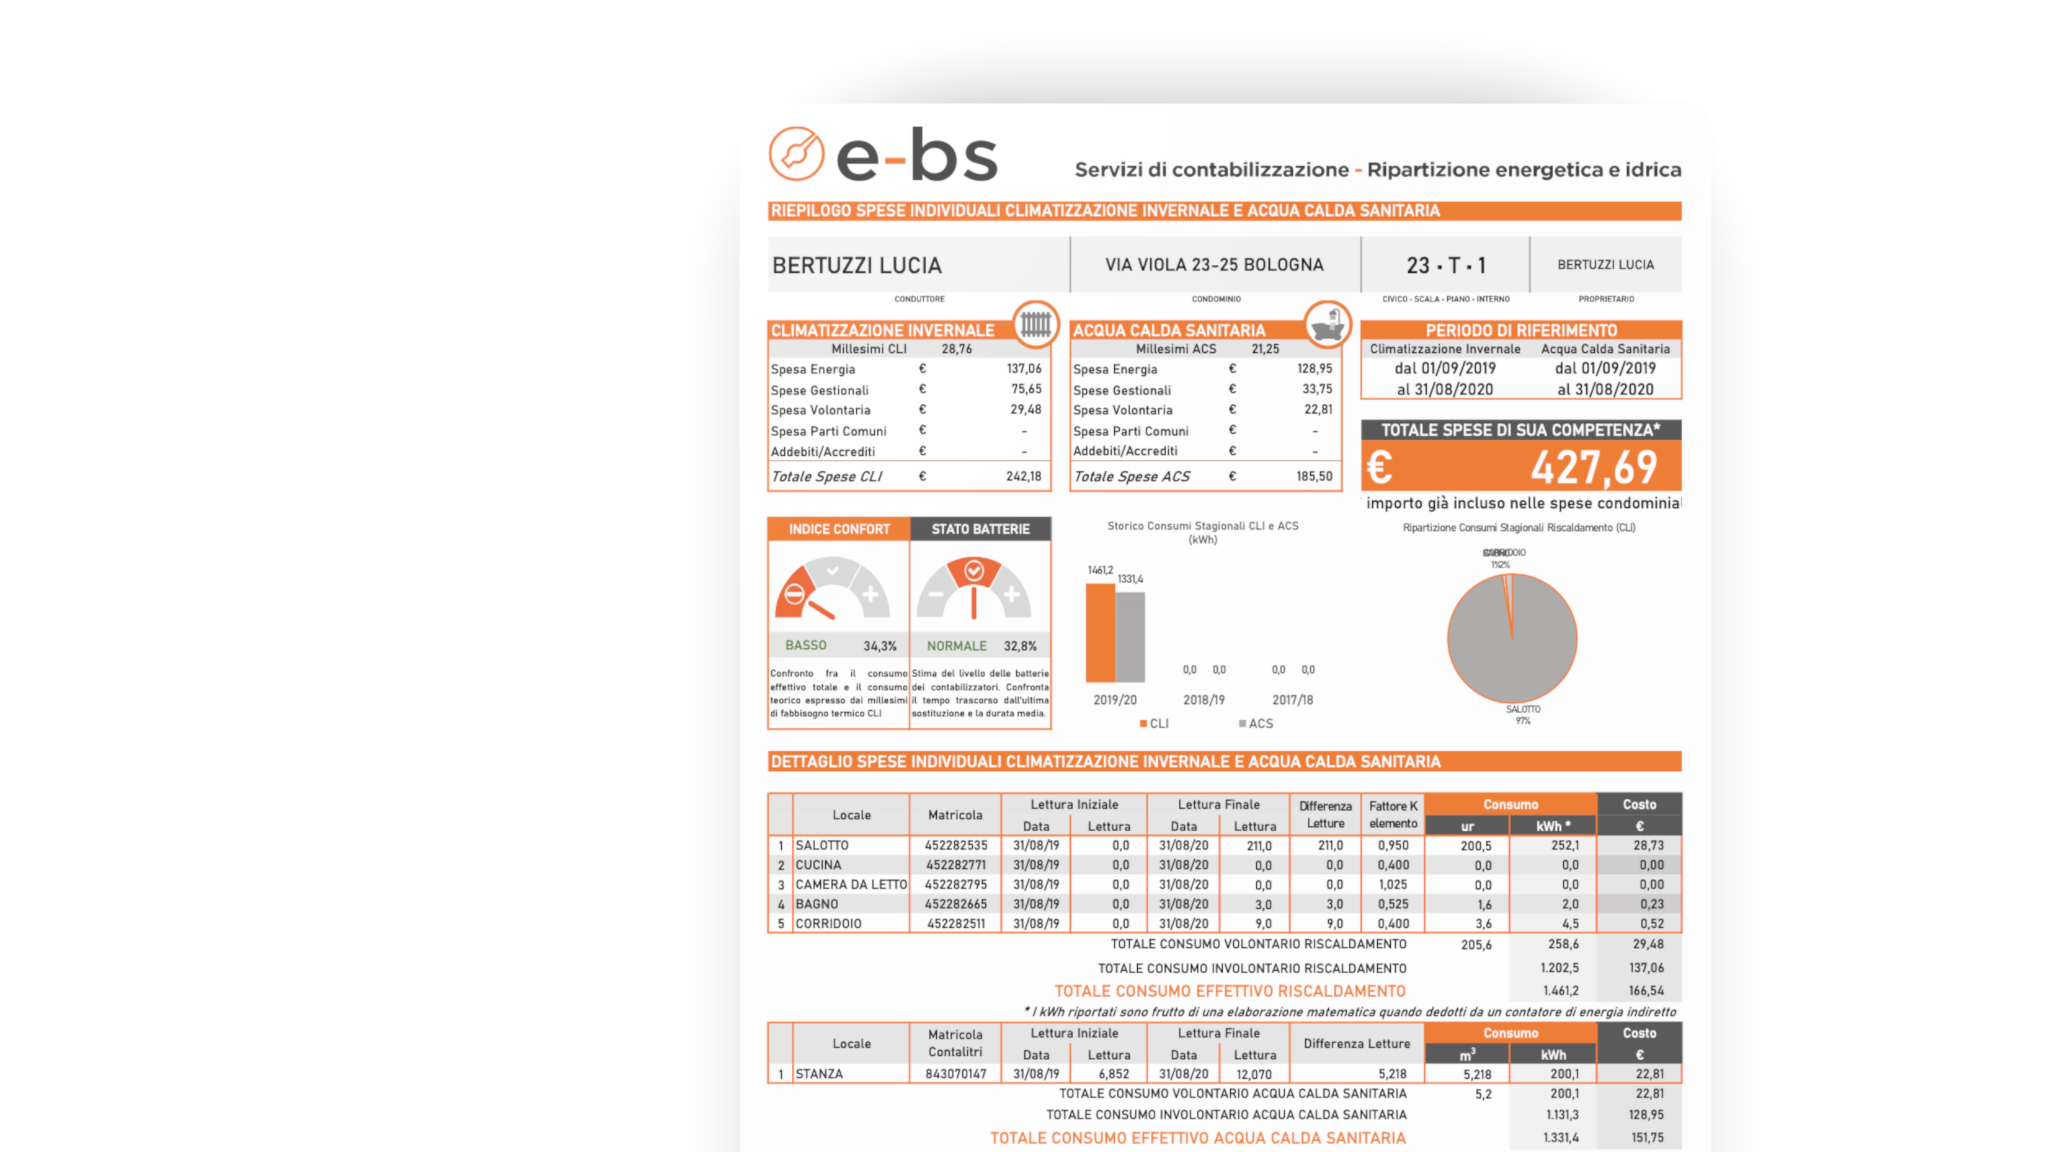 e-bs
Servizi di contabilizzazione - Ripartizione energetica e idrica
RIEPILOGO SPESE INDIVIDUALI CLIMATIZZAZIONE INVERNALE E ACQUA CALDA SANITARIA
BERTUZZI LUCIA VIA VIOLA 23-25 BOLOGNA 23 • T • 1 BERTUZZI LUCIA
CONDUTTORE CONDOMINIO CIVICO • SCALA • PIANO • INTERNO PROPRIETARIO
CLIMATIZZAZIONE INVERNALE
Millesimi CLI 28,76
Spesa Energia € 137,06
Spese Gestionali € 75,65
Spesa Volontaria € 29,48
Spesa Parti Comuni € -
Addebiti/Accrediti € -
Totale Spese CLI € 242,18
ACQUA CALDA SANITARIA
Millesimi ACS 21,25
Spesa Energia € 128,95
Spese Gestionali € 33,75
Spesa Volontaria € 22,81
Spesa Parti Comuni € -
Addebiti/Accrediti € -
Totale Spese ACS € 185,50
PERIODO DI RIFERIMENTO
Climatizzazione Invernale Acqua Calda Sanitaria
dal 01/09/2019 dal 01/09/2019
al 31/08/2020 al 31/08/2020
TOTALE SPESE DI SUA COMPETENZA*
€ 427,69
importo già incluso nelle spese condominial
INDICE CONFORT STATO BATTERIE
BASSO 34,3% NORMALE 32,8%
Confronto fra il consumo
effettivo totale e il consumo
teorico espresso dai millesimi
di fabbisogno termico CLI
Stima del livello delle batterie
dei contabilizzatori. Confronta
il tempo trascorso dall'ultima
sostituzione e la durata media.
Storico Consumi Stagionali CLI e ACS
(kWh)
1461,2
1331,4
0,0 0,0 0,0 0,0
2019/20 2018/19 2017/18
CLI ACS
Ripartizione Consumi Stagionali Riscaldamento (CLI)
CORRIDOIO
SALOTTO
97%
DETTAGLIO SPESE INDIVIDUALI CLIMATIZZAZIONE INVERNALE E ACQUA CALDA SANITARIA
Locale Matricola Lettura Iniziale Lettura Finale Differenza Letture Fattore K elemento Consumo Costo
Data Lettura Data Lettura ur kWh * €
1 SALOTTO 452282535 31/08/19 0,0 31/08/20 211,0 211,0 0,950 200,5 252,1 28,73
2 CUCINA 452282771 31/08/19 0,0 31/08/20 0,0 0,0 0,400 0,0 0,0 0,00
3 CAMERA DA LETTO 452282795 31/08/19 0,0 31/08/20 0,0 0,0 1,025 0,0 0,0 0,00
4 BAGNO 452282665 31/08/19 0,0 31/08/20 3,0 3,0 0,525 1,6 2,0 0,23
5 CORRIDOIO 452282511 31/08/19 0,0 31/08/20 9,0 9,0 0,400 3,6 4,5 0,52
TOTALE CONSUMO VOLONTARIO RISCALDAMENTO 205,6 258,6 29,48
TOTALE CONSUMO INVOLONTARIO RISCALDAMENTO 1.202,5 137,06
TOTALE CONSUMO EFFETTIVO RISCALDAMENTO 1.461,2 166,54
* I kWh riportati sono frutto di una elaborazione matematica quando dedotti da un contatore di energia indiretto
Locale Matricola Contalitri Lettura Iniziale Lettura Finale Differenza Letture Consumo Costo
Data Lettura Data Lettura m³ kWh €
1 STANZA 843070147 31/08/19 6,852 31/08/20 12,070 5,218 5,218 200,1 22,81
TOTALE CONSUMO VOLONTARIO ACQUA CALDA SANITARIA 5,2 200,1 22,81
TOTALE CONSUMO INVOLONTARIO ACQUA CALDA SANITARIA 1.131,3 128,95
TOTALE CONSUMO EFFETTIVO ACQUA CALDA SANITARIA 1.331,4 151,75